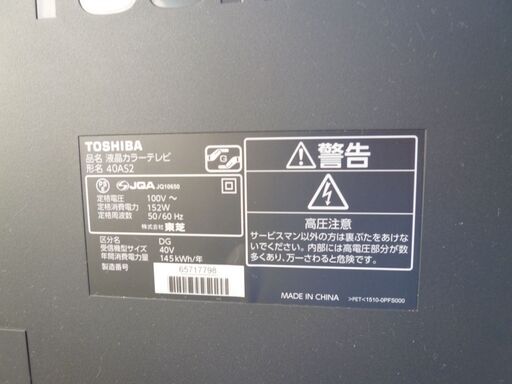 TOSHIBA
品名 液晶カラーテレビ
形名 40AS2
JQA JQ10650
定格電圧 100V～
定格消費電力 152W
定格周波数 50/60 Hz
株式会社 東芝
区分名 DG
受信機型サイズ 40V
年間消費電力量 145kWh/年
製造番号
65717798
警告
高圧注意
サービスマン以外の方は裏ぶたをあけな
いでください。内部には高電圧部分が数
多くあり、万一さわると危険です。
MADE IN CHINA
>PET<1510-0PFS000